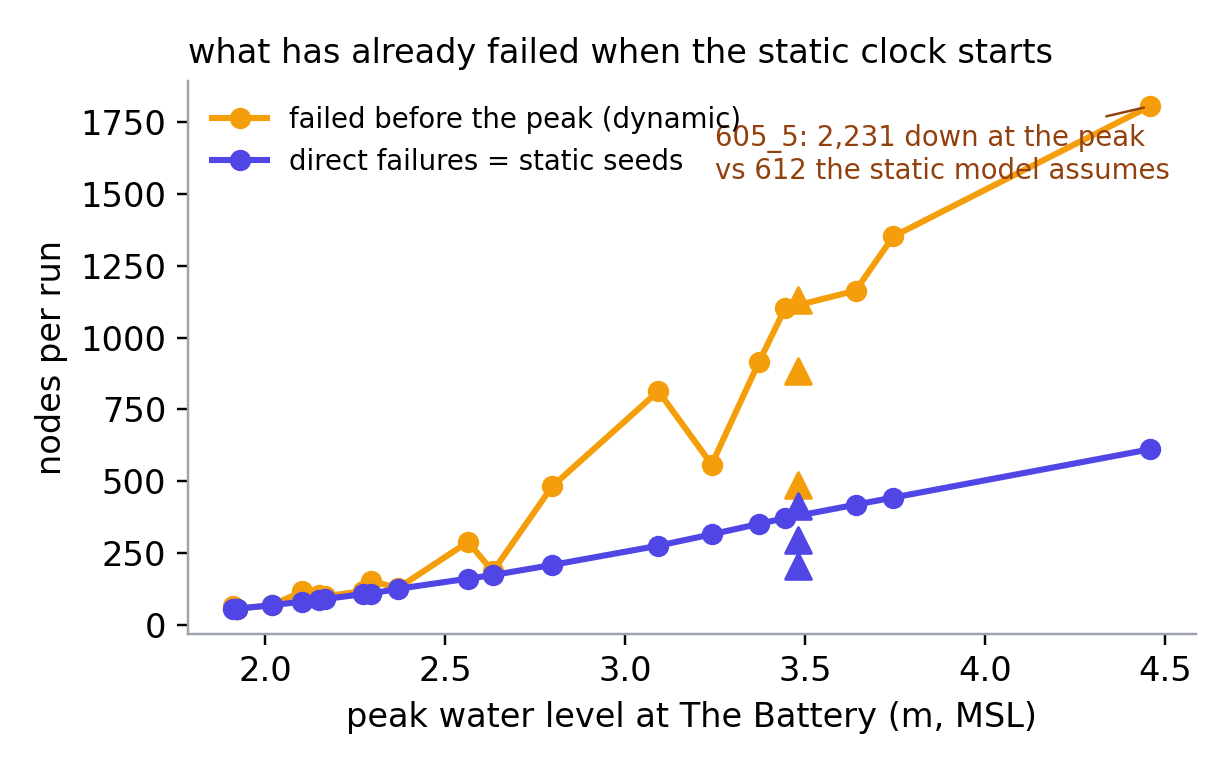 what has already failed when the static clock starts
failed before the peak (dynamic)
direct failures = static seeds
605_5: 2,231 down at the peak
vs 612 the static model assumes
nodes per run
1750
1500
1250
1000
750
500
250
0
2.0 2.5 3.0 3.5 4.0 4.5
peak water level at The Battery (m, MSL)